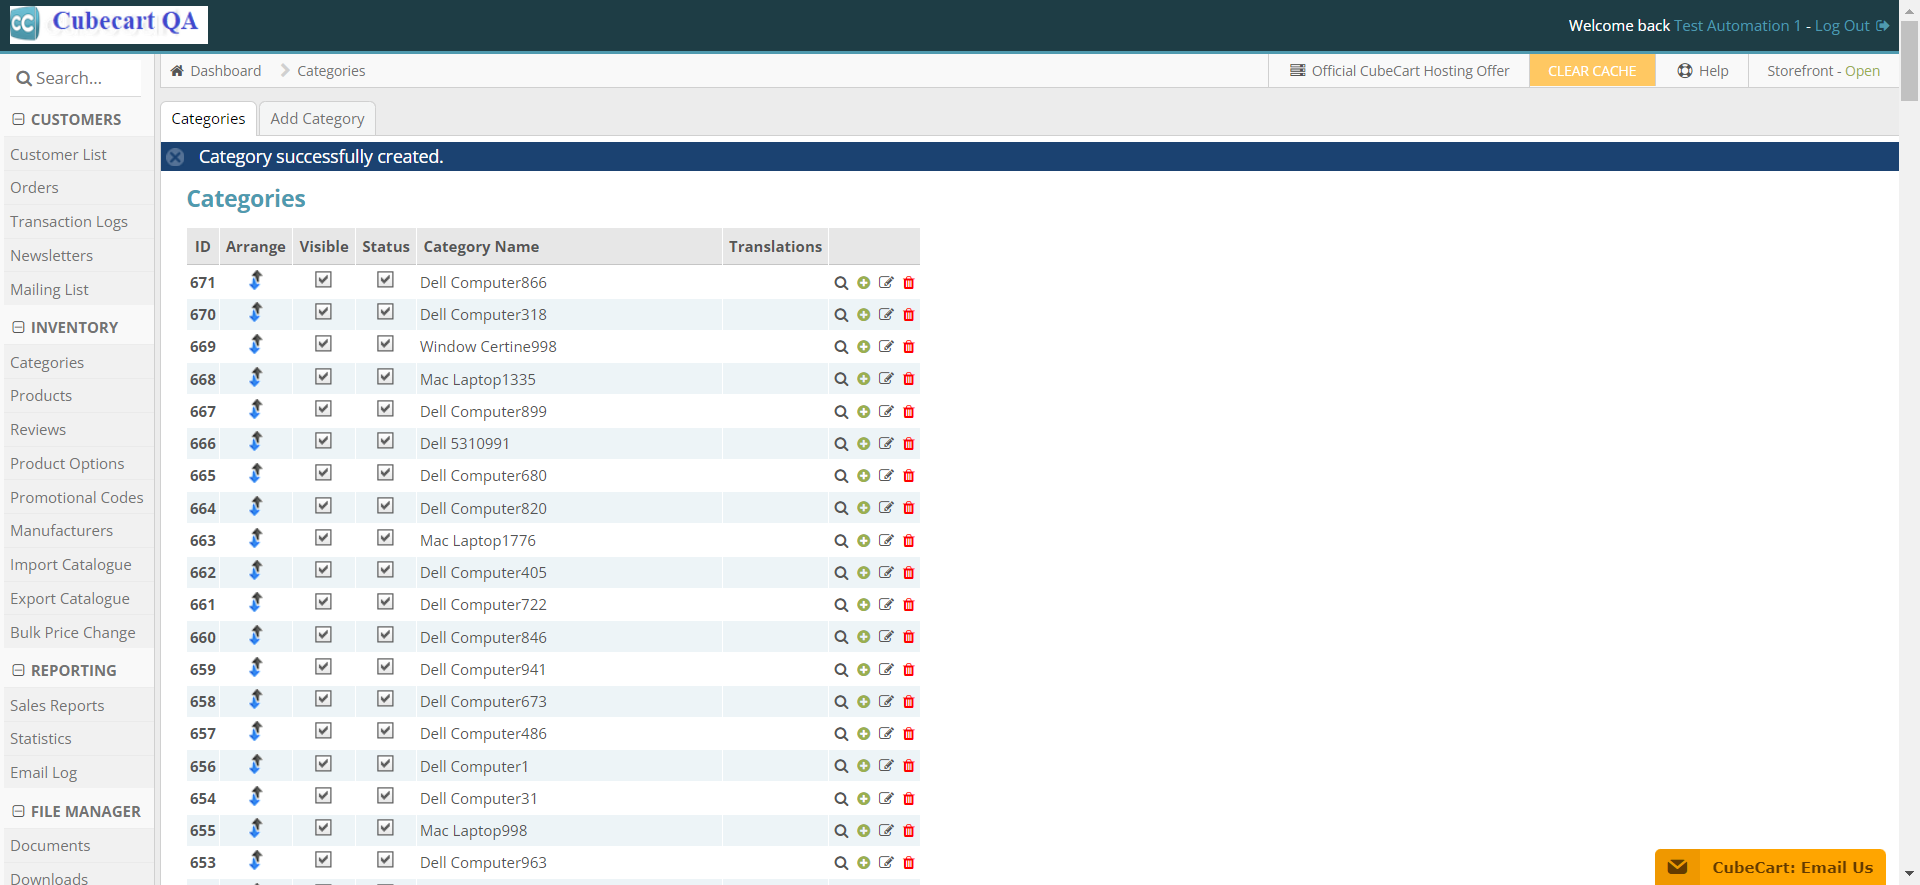 Cubecart QA
Welcome back Test Automation 1 - Log Out
Search...
Dashboard
Categories
Official CubeCart Hosting Offer
CLEAR CACHE
Help
Storefront - Open
CUSTOMERS
Customer List
Orders
Transaction Logs
Newsletters
Mailing List
INVENTORY
Categories
Products
Reviews
Product Options
Promotional Codes
Manufacturers
Import Catalogue
Export Catalogue
Bulk Price Change
REPORTING
Sales Reports
Statistics
Email Log
FILE MANAGER
Documents
Downloads
Categories
Add Category
Category successfully created.
Categories
ID Arrange Visible Status Category Name Translations
671 Dell Computer866
670 Dell Computer318
669 Window Certine998
668 Mac Laptop1335
667 Dell Computer899
666 Dell 5310991
665 Dell Computer680
664 Dell Computer820
663 Mac Laptop1776
662 Dell Computer405
661 Dell Computer722
660 Dell Computer846
659 Dell Computer941
658 Dell Computer673
657 Dell Computer486
656 Dell Computer1
654 Dell Computer31
655 Mac Laptop998
653 Dell Computer963
CubeCart: Email Us